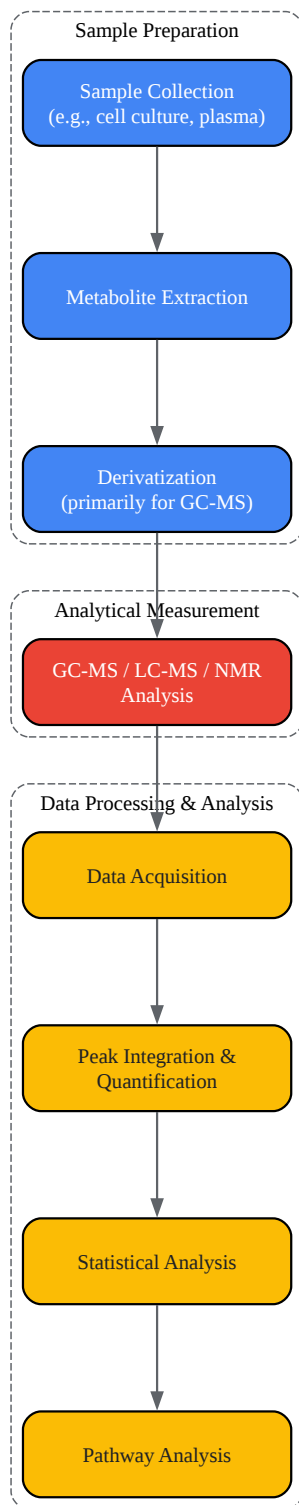 Sample Preparation
Sample Collection
(e.g., cell culture, plasma)
Metabolite Extraction
Derivatization
(primarily for GC-MS)
Analytical Measurement
GC-MS / LC-MS / NMR
Analysis
Data Processing & Analysis
Data Acquisition
Peak Integration &
Quantification
Statistical Analysis
Pathway Analysis